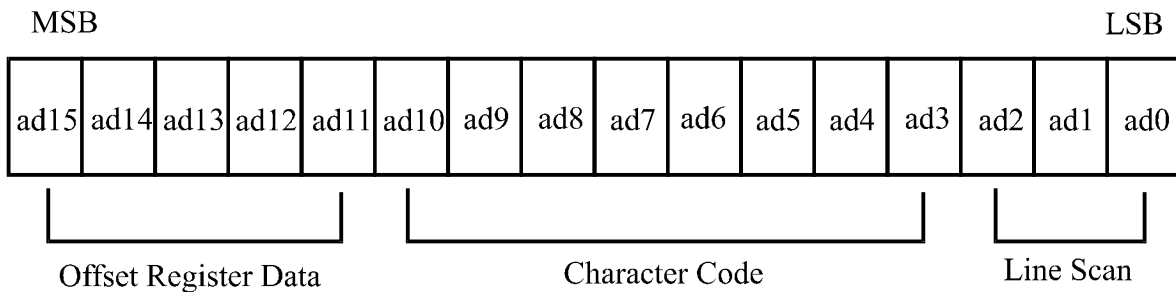 MSB LSB
ad15 ad14 ad13 ad12 ad11 ad10 ad9 ad8 ad7 ad6 ad5 ad4 ad3 ad2 ad1 ad0
Offset Register Data Character Code Line Scan